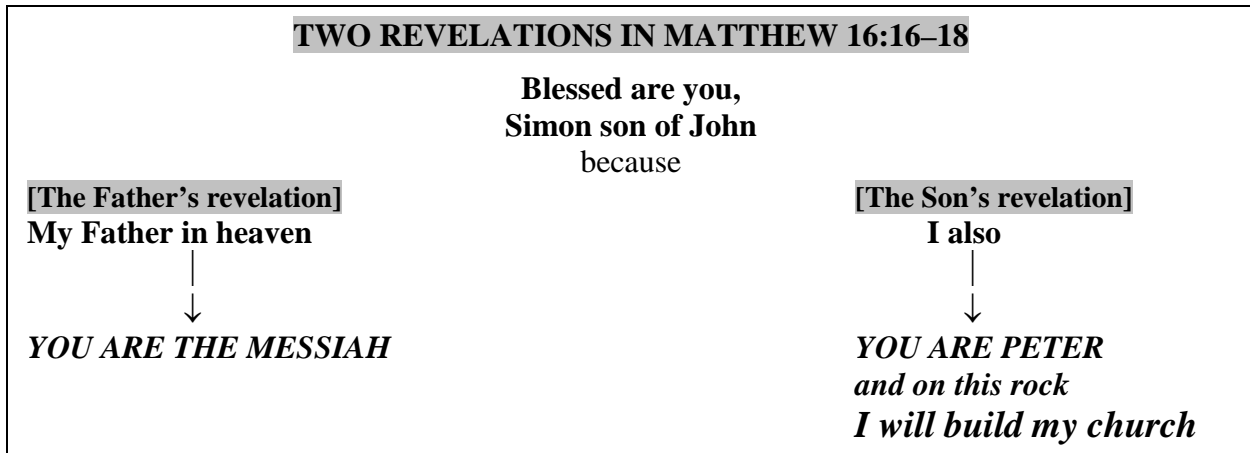 TWO REVELATIONS IN MATTHEW 16:16–18
Blessed are you,
Simon son of John
because
[The Father’s revelation]
My Father in heaven
YOU ARE THE MESSIAH
[The Son’s revelation]
I also
YOU ARE PETER
and on this rock
I will build my church